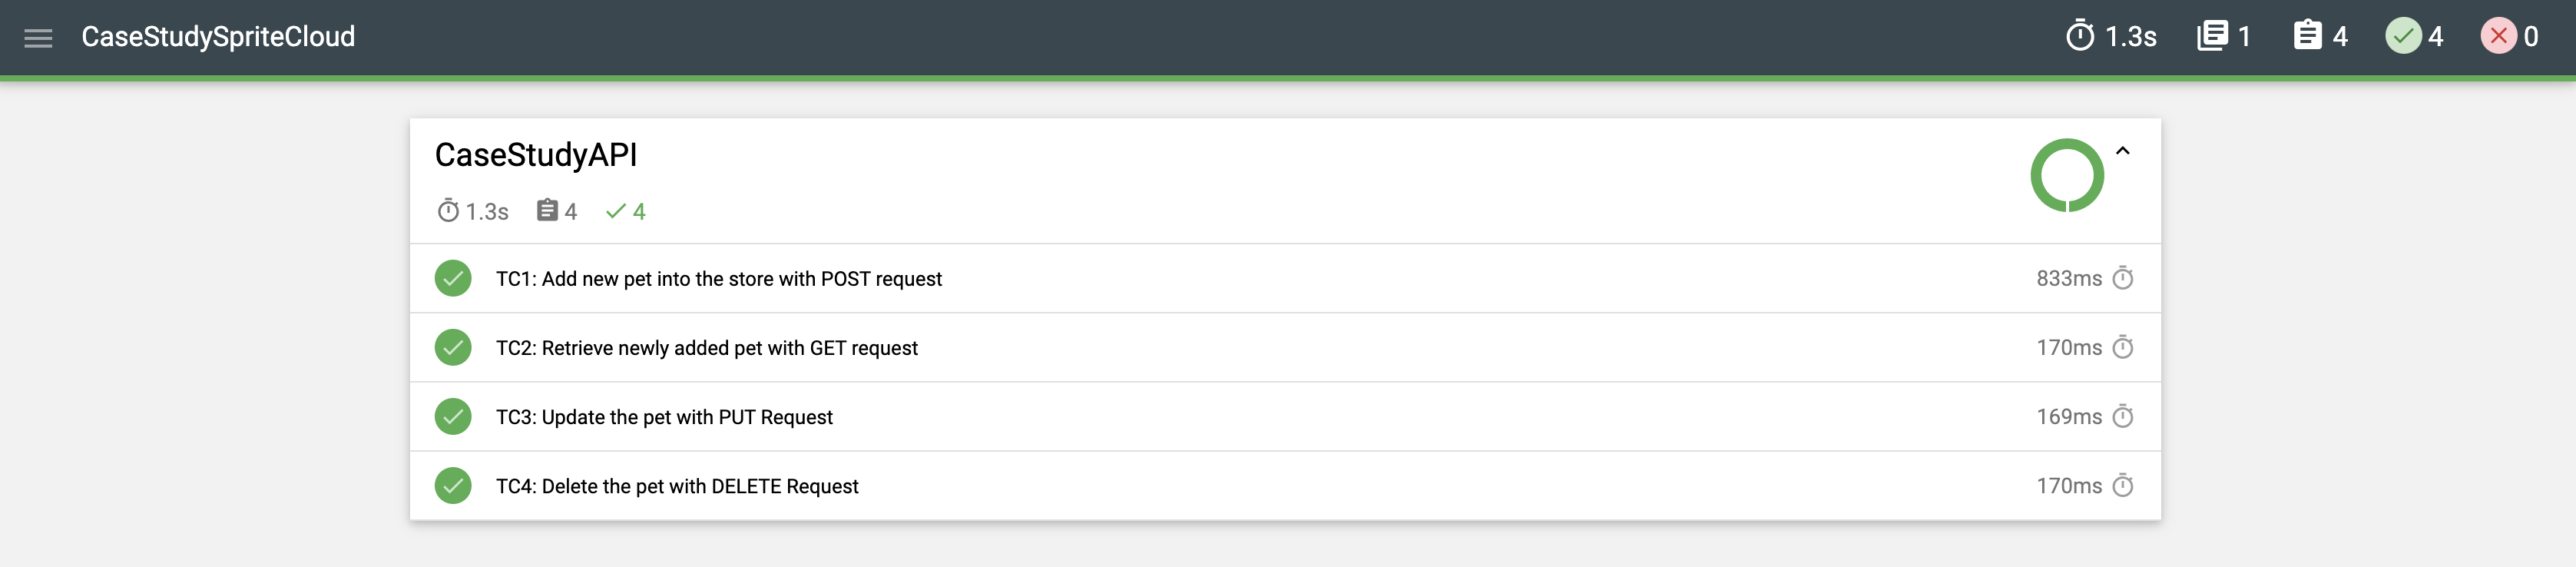 CaseStudySpriteCloud 1.3s 1 4 4 0
CaseStudyAPI
1.3s 4 4
TC1: Add new pet into the store with POST request 833ms
TC2: Retrieve newly added pet with GET request 170ms
TC3: Update the pet with PUT Request 169ms
TC4: Delete the pet with DELETE Request 170ms